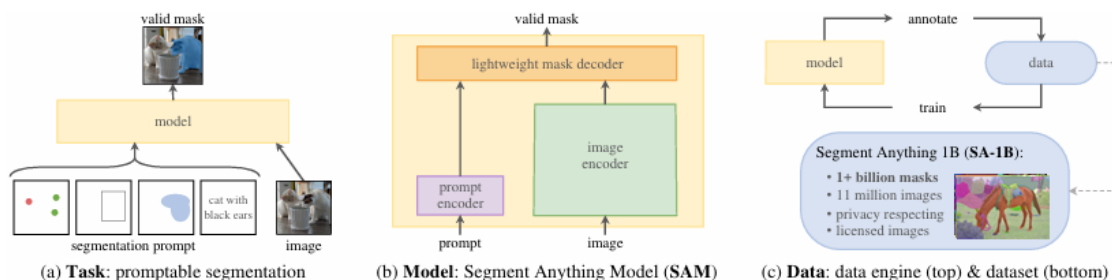 valid mask
model
cat with
black ears
segmentation prompt
image
(a) Task: promptable segmentation
valid mask
lightweight mask decoder
image
encoder
prompt
encoder
prompt
image
(b) Model: Segment Anything Model (SAM)
annotate
model
data
train
Segment Anything 1B (SA-1B):
• 1+ billion masks
• 11 million images
• privacy respecting
• licensed images
(c) Data: data engine (top) & dataset (bottom)